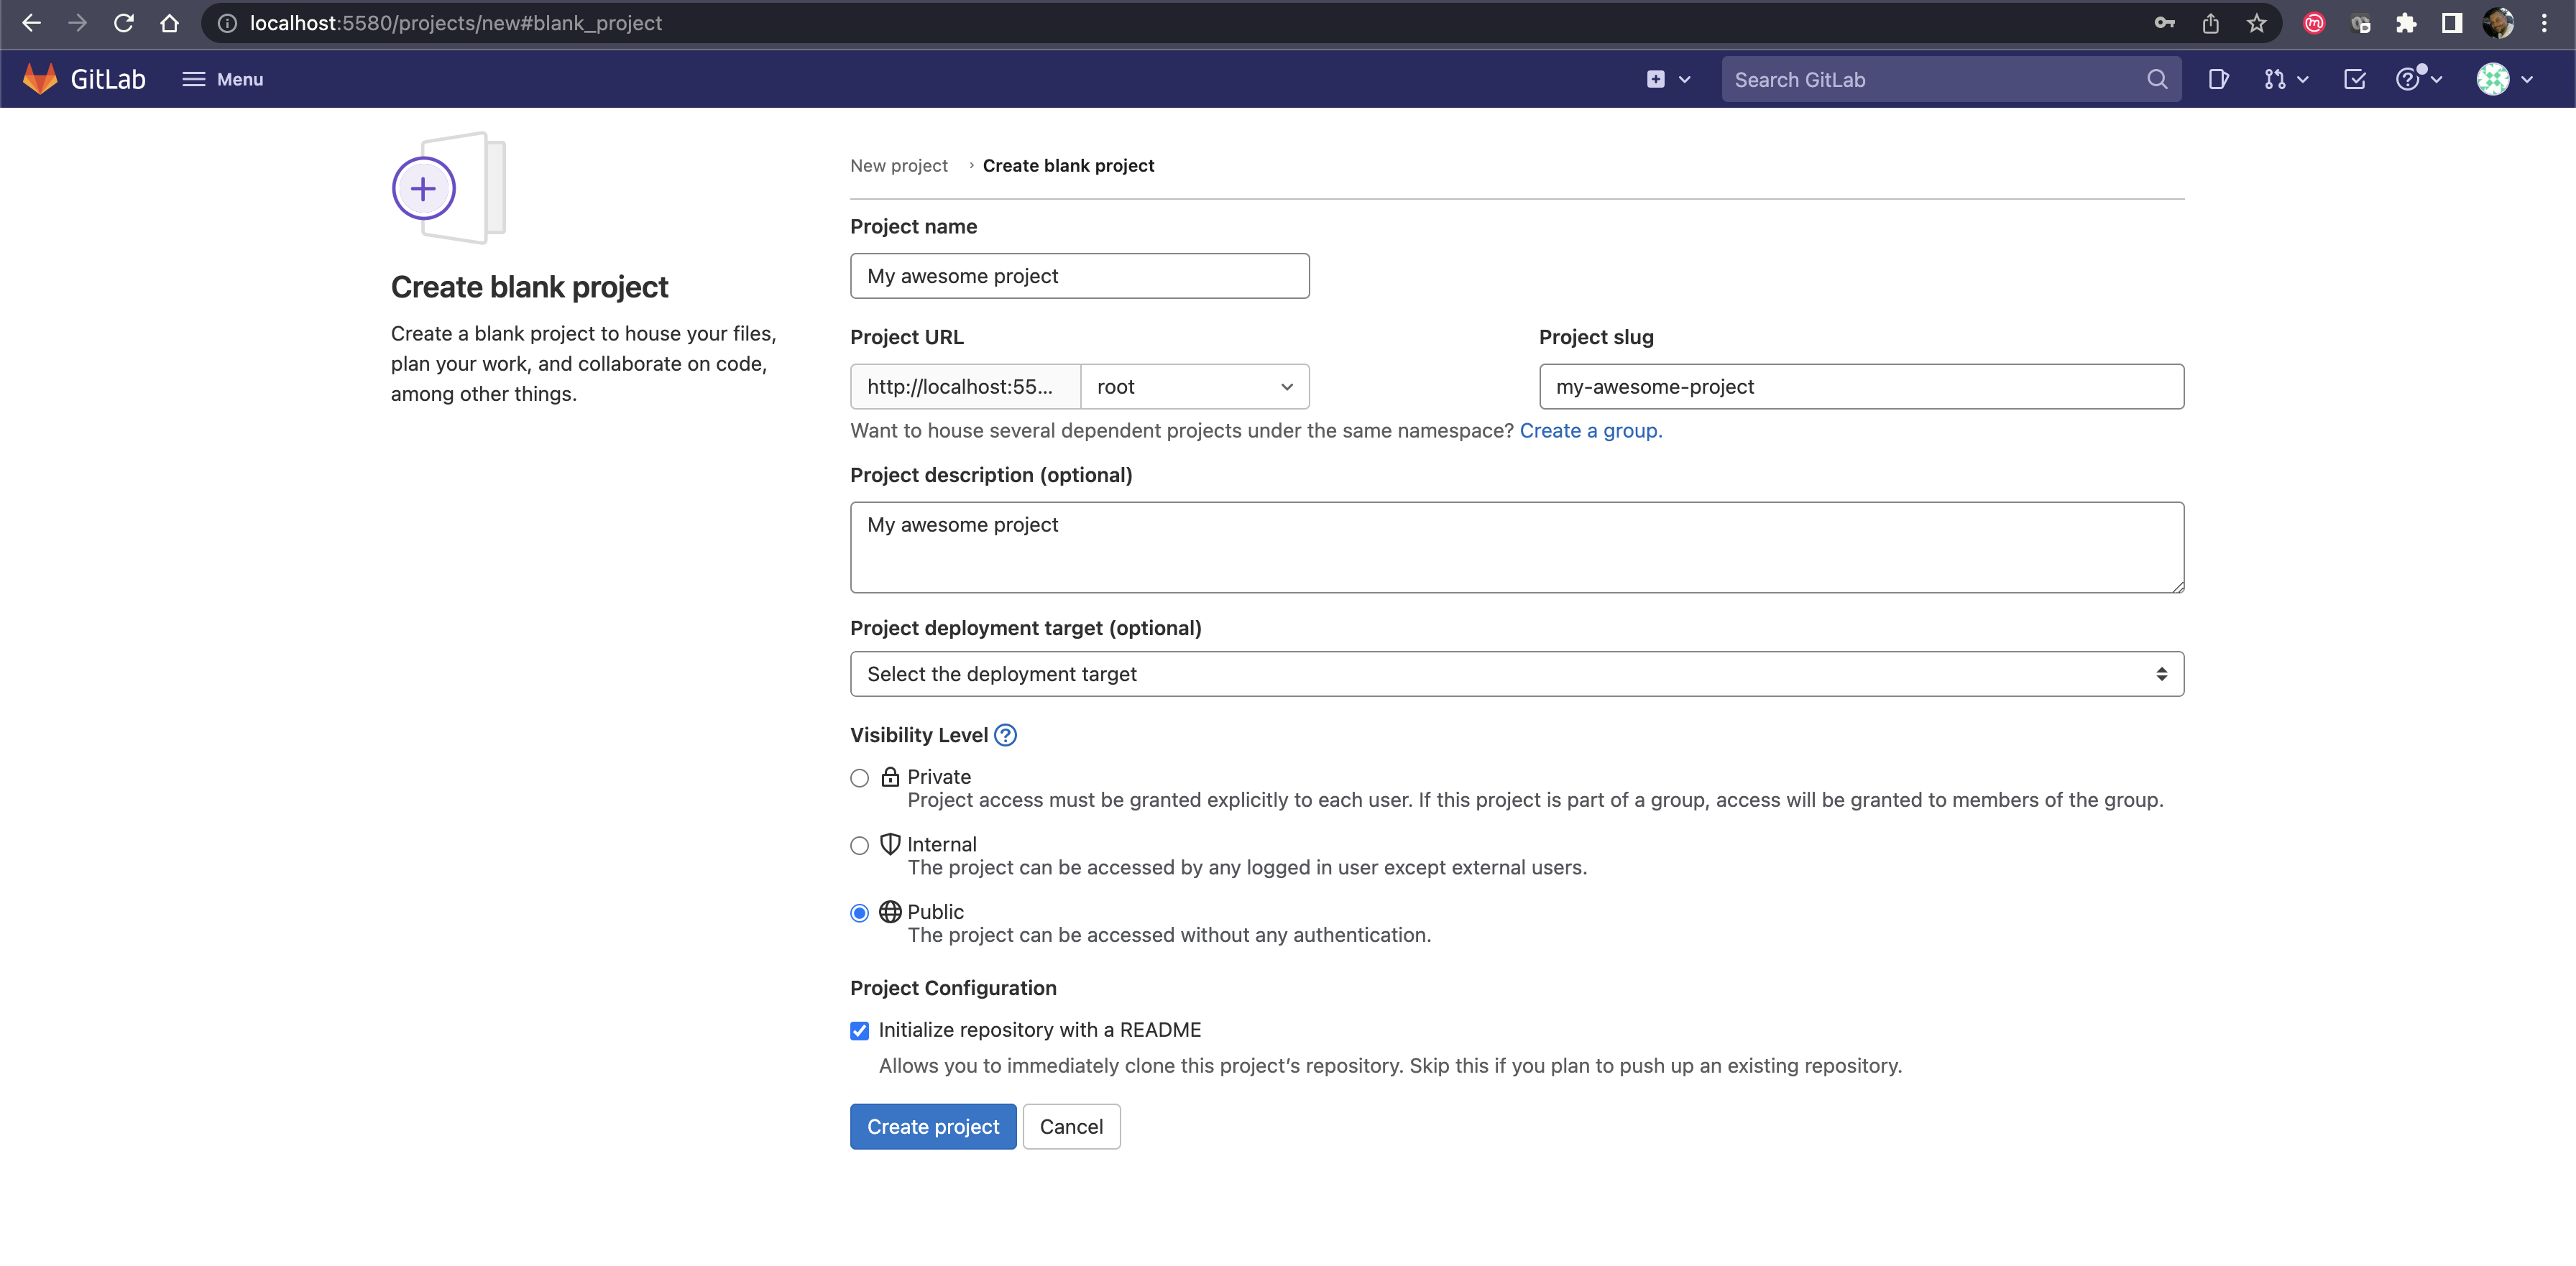 localhost:5580/projects/new#blank_project
GitLab
Menu
Search GitLab
Create blank project
Create a blank project to house your files,
plan your work, and collaborate on code,
among other things.
New project › Create blank project
Project name
My awesome project
Project URL
Project slug
http://localhost:55...
root
my-awesome-project
Want to house several dependent projects under the same namespace? Create a group.
Project description (optional)
My awesome project
Project deployment target (optional)
Select the deployment target
Visibility Level
Private
Project access must be granted explicitly to each user. If this project is part of a group, access will be granted to members of the group.
Internal
The project can be accessed by any logged in user except external users.
Public
The project can be accessed without any authentication.
Project Configuration
Initialize repository with a README
Allows you to immediately clone this project's repository. Skip this if you plan to push up an existing repository.
Create project
Cancel